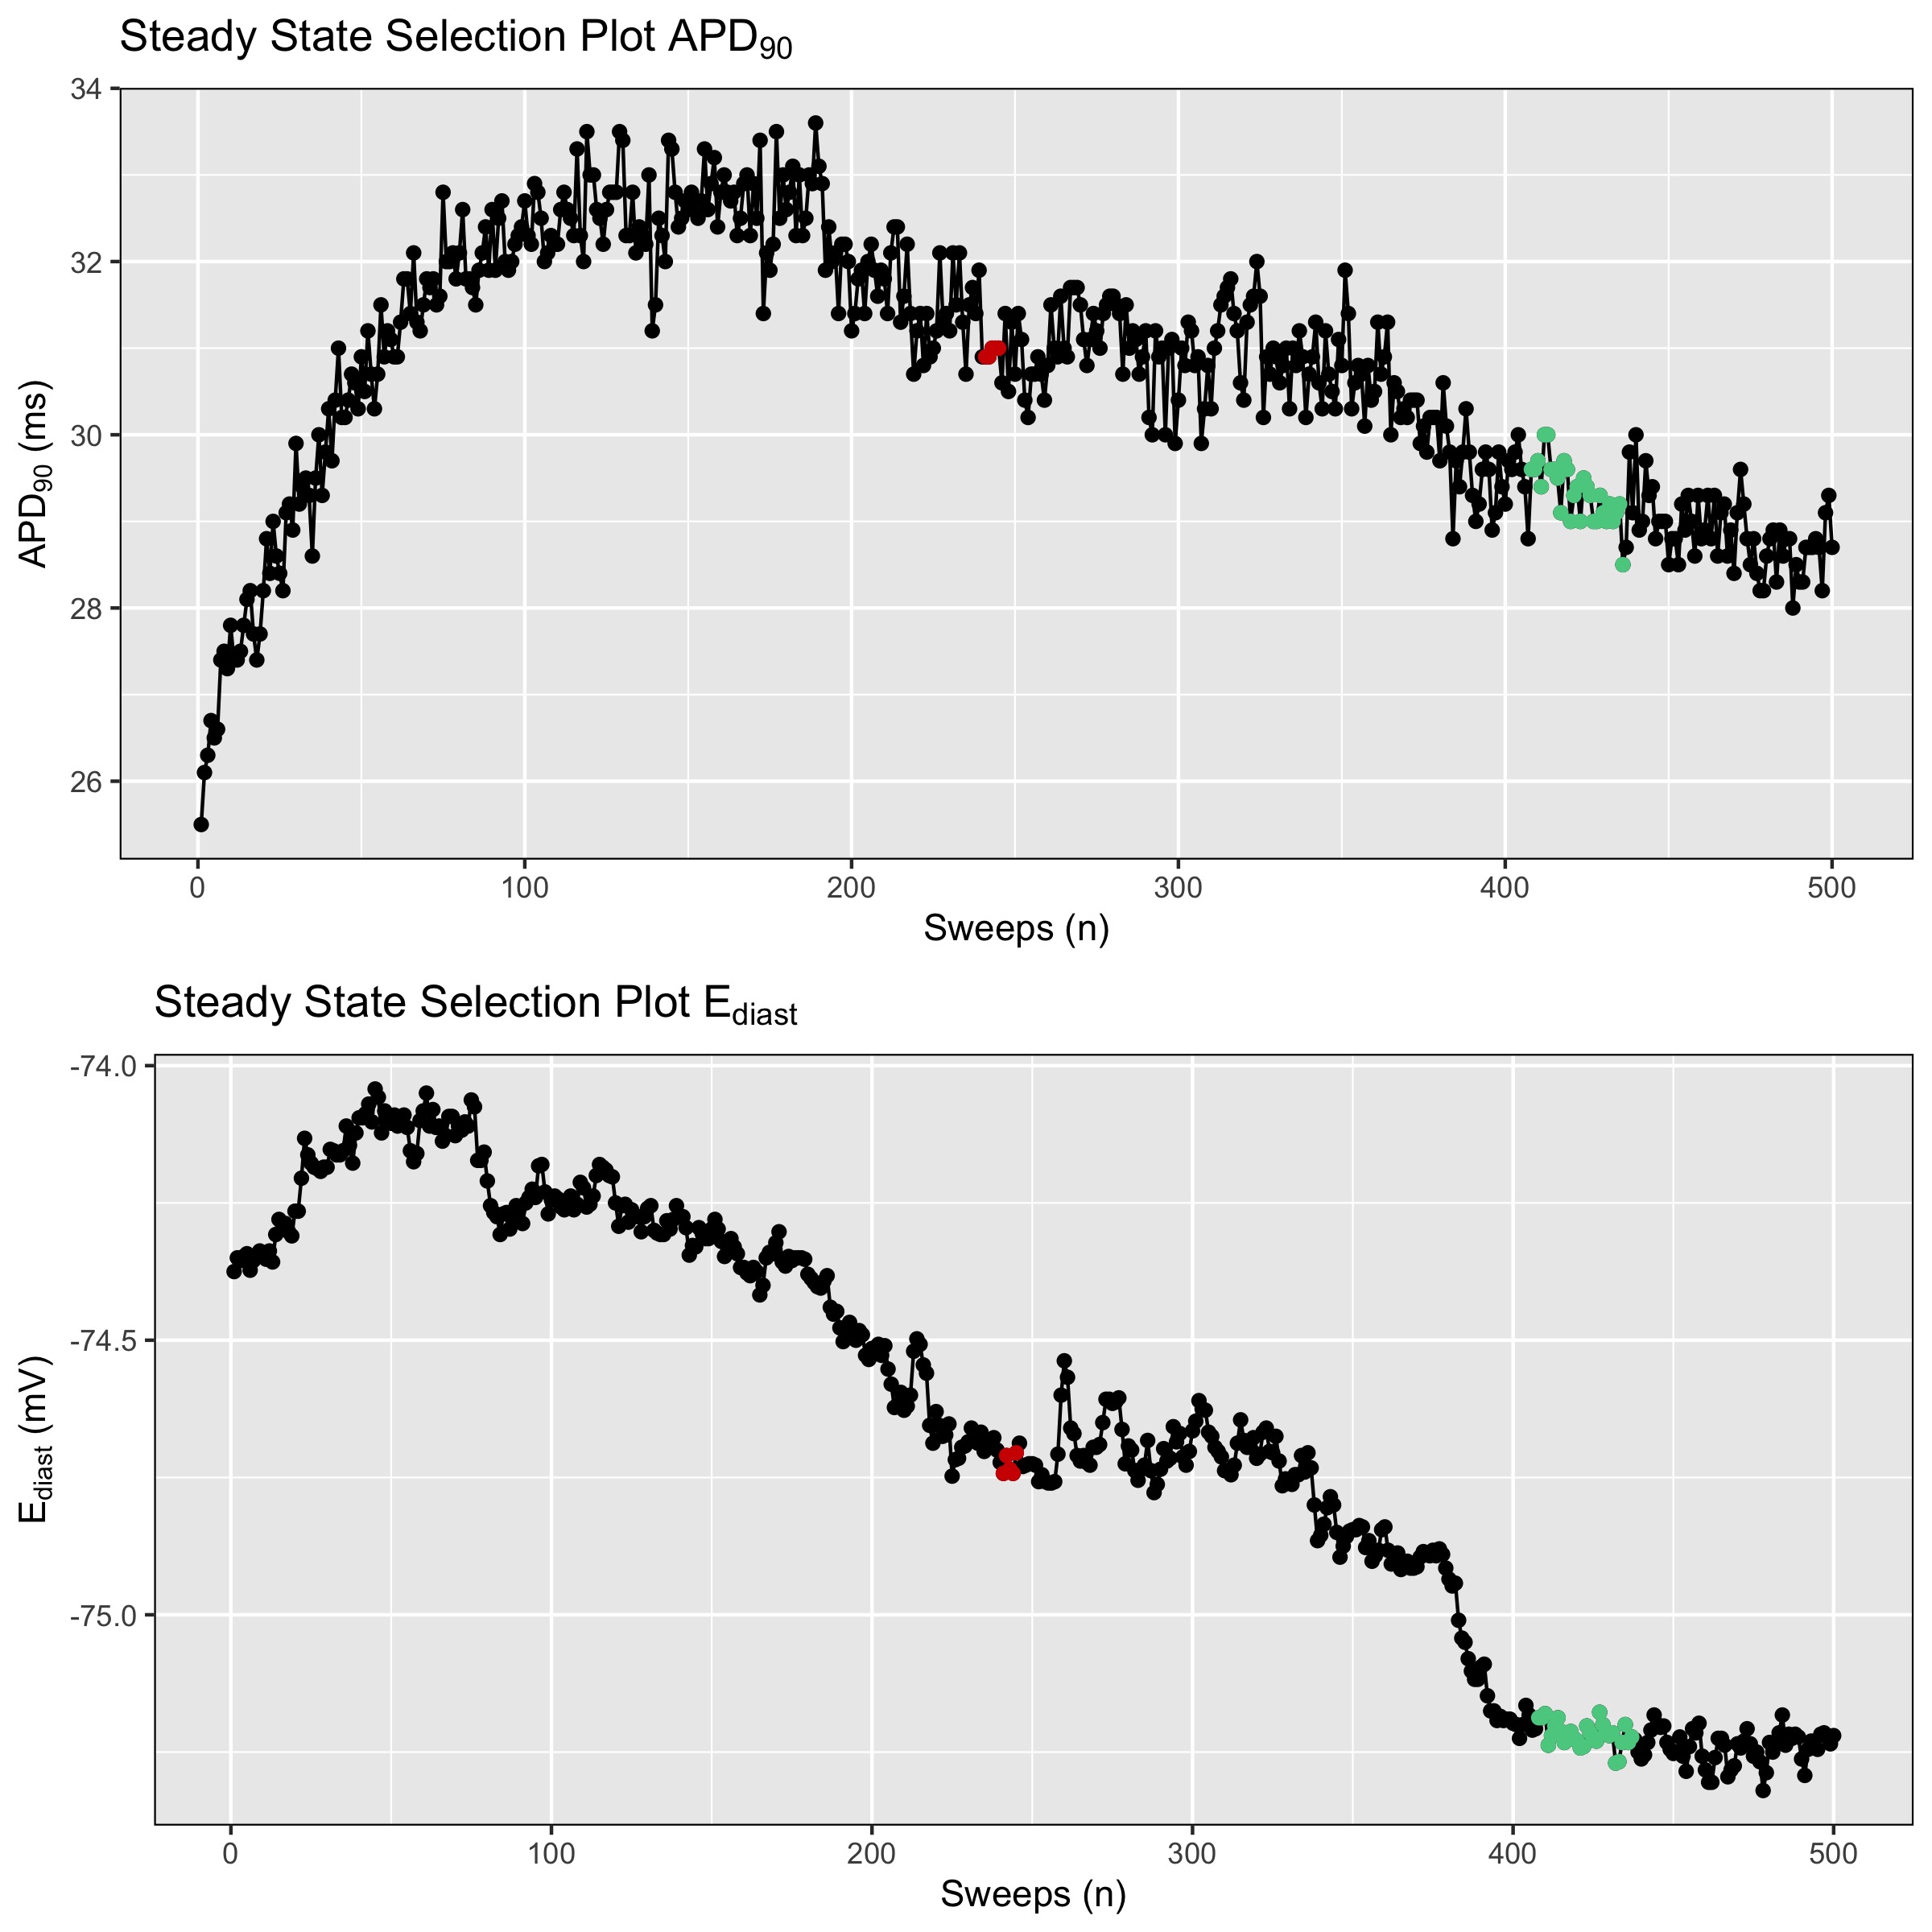 Steady State Selection Plot APD90
34
32
30
28
26
APD90 (ms)
0 100 200 300 400 500
Sweeps (n)
Steady State Selection Plot Ediast
-74.0
-74.5
-75.0
Ediast (mV)
0 100 200 300 400 500
Sweeps (n)